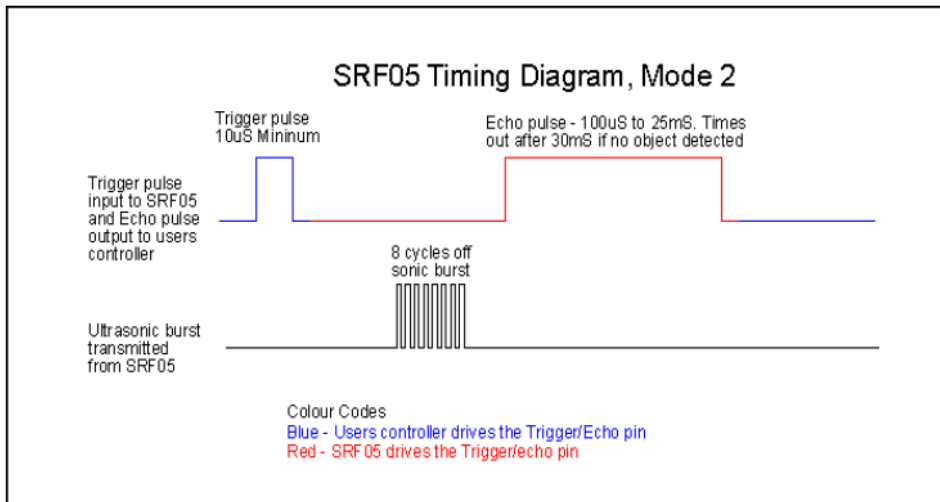 SRF05 Timing Diagram, Mode 2
Trigger pulse
10uS Mininum
Echo pulse - 100uS to 25mS. Times
out after 30mS if no object detected
Trigger pulse
input to SRF05
and Echo pulse
output to users
controller
8 cycles off
sonic burst
Ultrasonic burst
transmitted
from SRF05
Colour Codes
Blue - Users controller drives the Trigger/Echo pin
Red - SRF05 drives the Trigger/echo pin